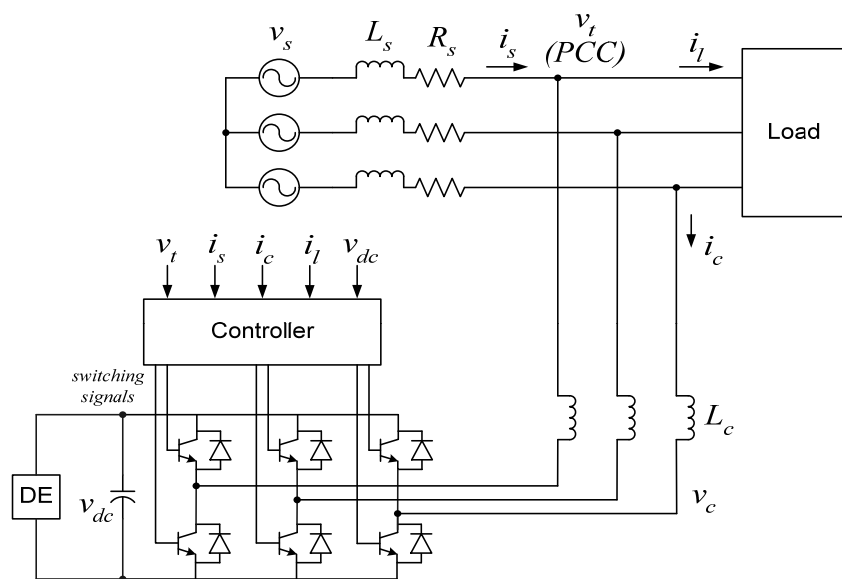 v_s L_s R_s i_s v_t i_l
(PCC)
Load
i_c
v_t i_s i_c i_l v_dc
Controller
switching
signals
L_c
DE
v_dc
v_c